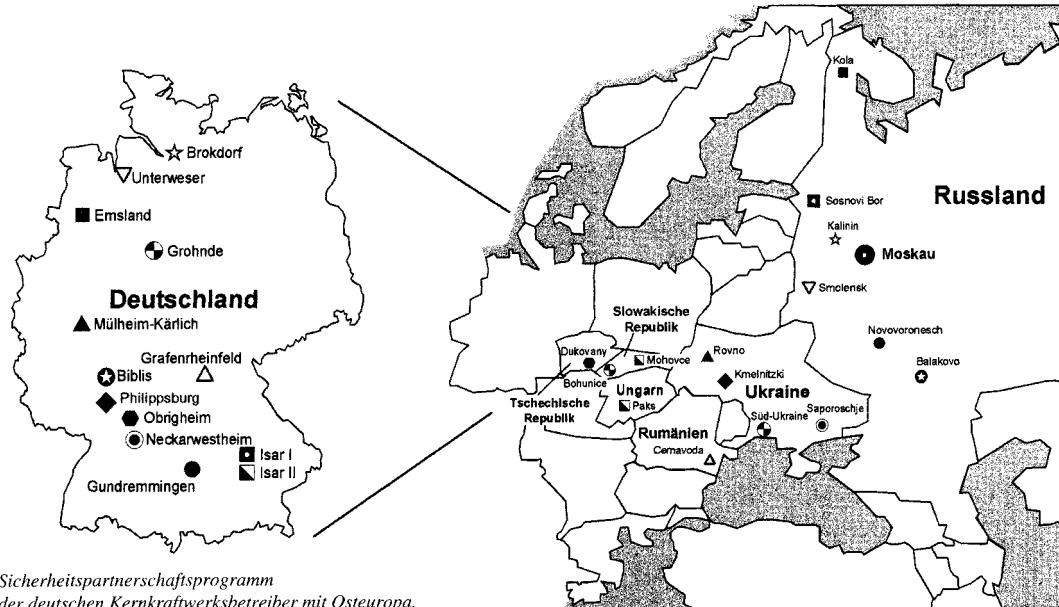 Brokdorf
Unterweser
Emsland
Grohnde
Deutschland
Mülheim-Kärlich
Grafenrheinfeld
Biblis
Philippsburg
Obrigheim
Neckarwestheim
Isar I
Isar II
Gundremmingen
Kola
Russland
Sosnovi Bor
Kalinin
Moskau
Smolensk
Slowakische
Republik
Novovoronesch
Dukovany
Mohovce
Rovno
Balakovo
Bohunice
Kmelnitzki
Ungarn
Ukraine
Tschechische
Republik
Paks
Saporoschje
Süd-Ukraine
Rumänien
Cernavoda
Sicherheitspartnerschaftsprogramm
der deutschen Kernkraftwerksbetreiber mit Osteuropa.